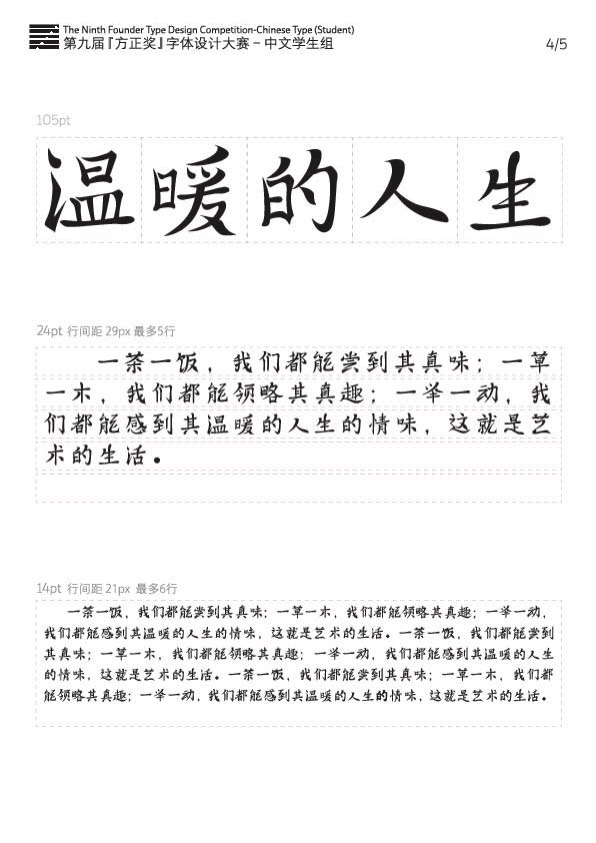 The Ninth Founder Type Design Competition-Chinese Type (Student)
第九届『方正奖』字体设计大赛－中文学生组
4/5
105pt
温暖的人生
24pt 行间距 29px 最多5行
一茶一饭，我们都能尝到其真味；一草
一木，我们都能领略其真趣；一举一动，我
们都能感到其温暖的人生的情味，这就是艺
术的生活。
14pt 行间距 21px 最多6行
一茶一饭，我们都能尝到其真味；一草一木，我们都能领略其真趣；一举一动，
我们都能感到其温暖的人生的情味，这就是艺术的生活。一茶一饭，我们都能尝到
其真味；一草一木，我们都能领略其真趣；一举一动，我们都能感到其温暖的人生
的情味，这就是艺术的生活。一茶一饭，我们都能尝到其真味；一草一木，我们都
能领略其真趣；一举一动，我们都能感到其温暖的人生的情味，这就是艺术的生活。